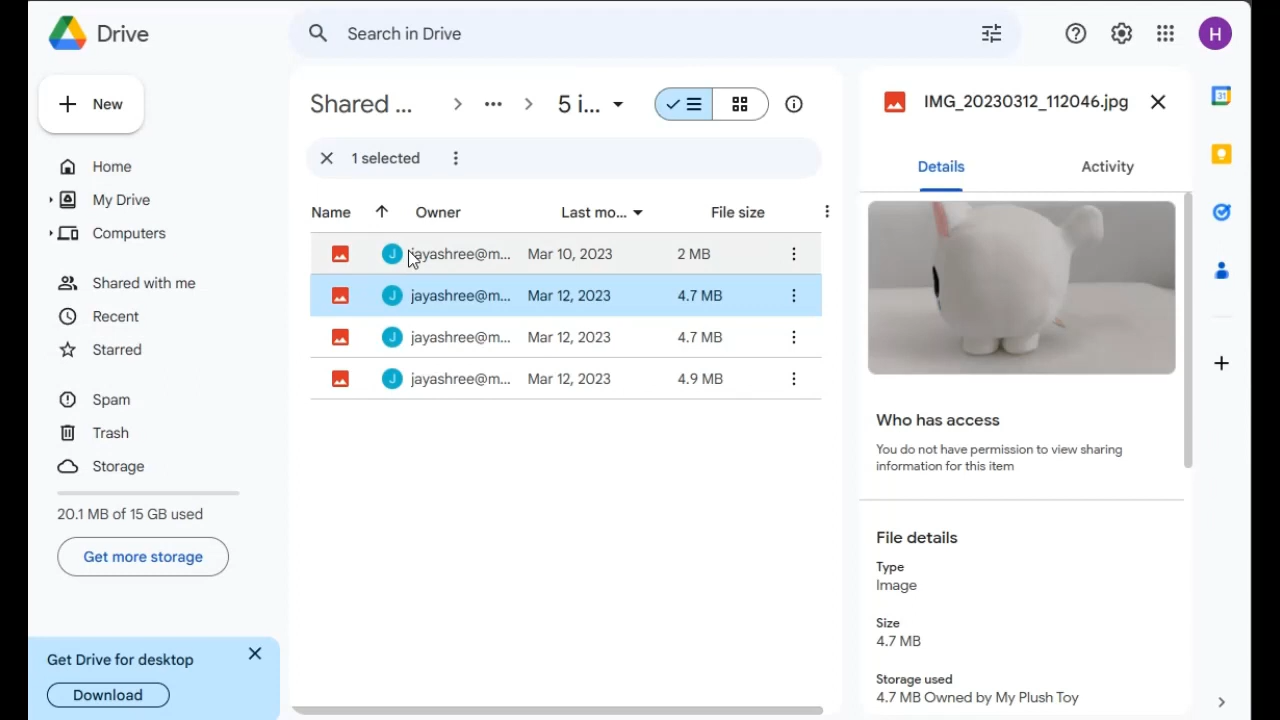 Drive
Search in Drive
H
New
Shared ...
5 i...
1 selected
Home
My Drive
Computers
Shared with me
Recent
Starred
Spam
Trash
Storage
20.1 MB of 15 GB used
Get more storage
Get Drive for desktop
Download
Name Owner Last mo... File size
J jayashree@m... Mar 10, 2023 2 MB
J jayashree@m... Mar 12, 2023 4.7 MB
J jayashree@m... Mar 12, 2023 4.7 MB
J jayashree@m... Mar 12, 2023 4.9 MB
IMG_20230312_112046.jpg
Details Activity
Who has access
You do not have permission to view sharing
information for this item
File details
Type
Image
Size
4.7 MB
Storage used
4.7 MB Owned by My Plush Toy
31